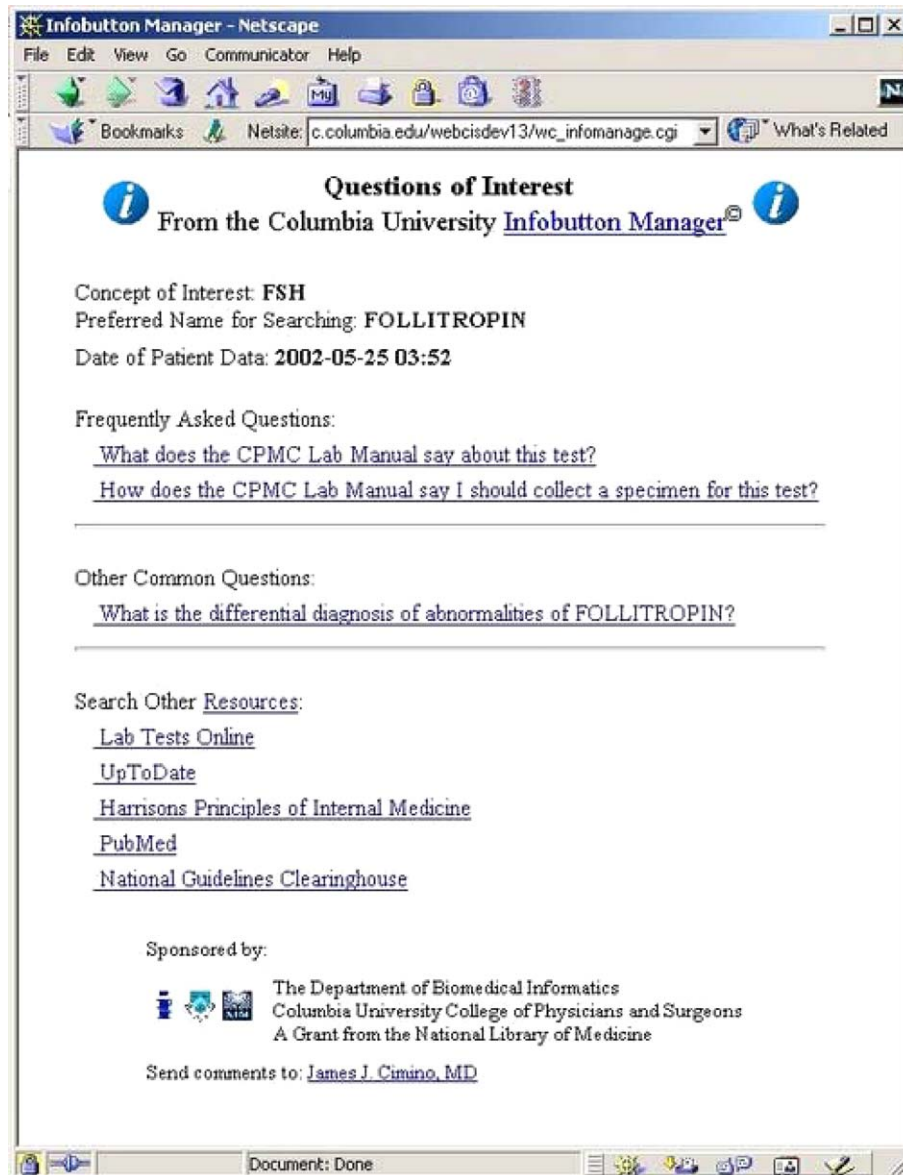 Infobutton Manager - Netscape
File Edit View Go Communicator Help
My
Bookmarks Netsite: c.columbia.edu/webcisdev13/wc_infomanage.cgi What's Related
Questions of Interest
From the Columbia University Infobutton Manager©
Concept of Interest: FSH
Preferred Name for Searching: FOLLITROPIN
Date of Patient Data: 2002-05-25 03:52
Frequently Asked Questions:
What does the CPMC Lab Manual say about this test?
How does the CPMC Lab Manual say I should collect a specimen for this test?
Other Common Questions:
What is the differential diagnosis of abnormalities of FOLLITROPIN?
Search Other Resources:
Lab Tests Online
UpToDate
Harrisons Principles of Internal Medicine
PubMed
National Guidelines Clearinghouse
Sponsored by:
The Department of Biomedical Informatics
Columbia University College of Physicians and Surgeons
A Grant from the National Library of Medicine
Send comments to: James J. Cimino, MD
Document: Done